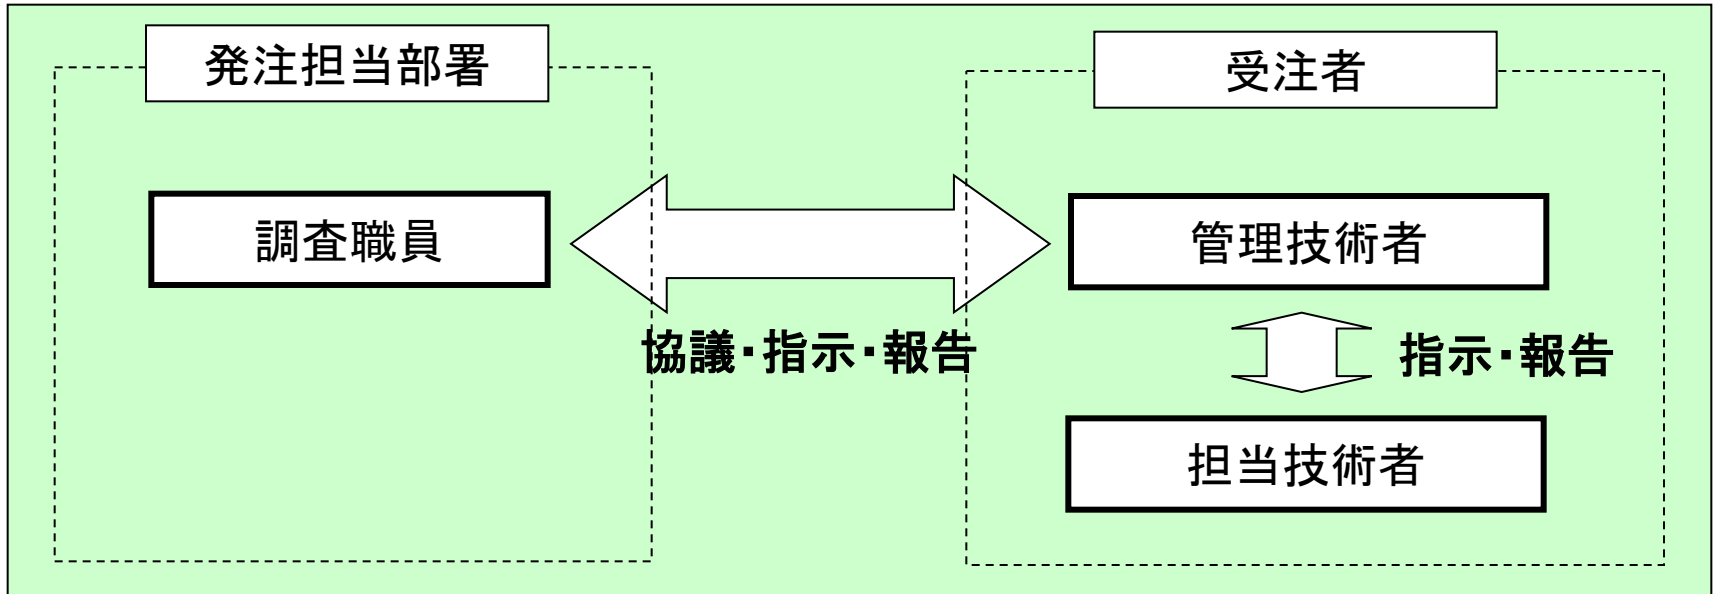 発注担当部署
受注者
調査職員
管理技術者
協議・指示・報告
指示・報告
担当技術者